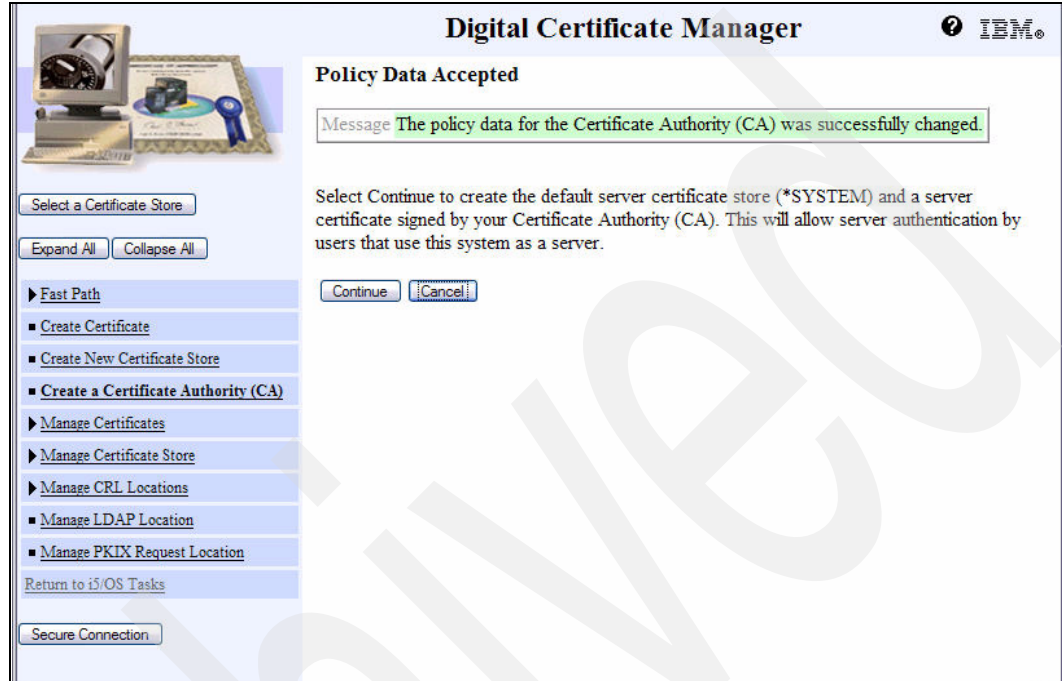 Digital Certificate Manager
IBM®
Policy Data Accepted
Message The policy data for the Certificate Authority (CA) was successfully changed.
Select a Certificate Store
Expand All Collapse All
Fast Path
Create Certificate
Create New Certificate Store
Create a Certificate Authority (CA)
Manage Certificates
Manage Certificate Store
Manage CRL Locations
Manage LDAP Location
Manage PKIX Request Location
Return to i5/OS Tasks
Secure Connection
Select Continue to create the default server certificate store (*SYSTEM) and a server
certificate signed by your Certificate Authority (CA). This will allow server authentication by
users that use this system as a server.
Continue Cancel